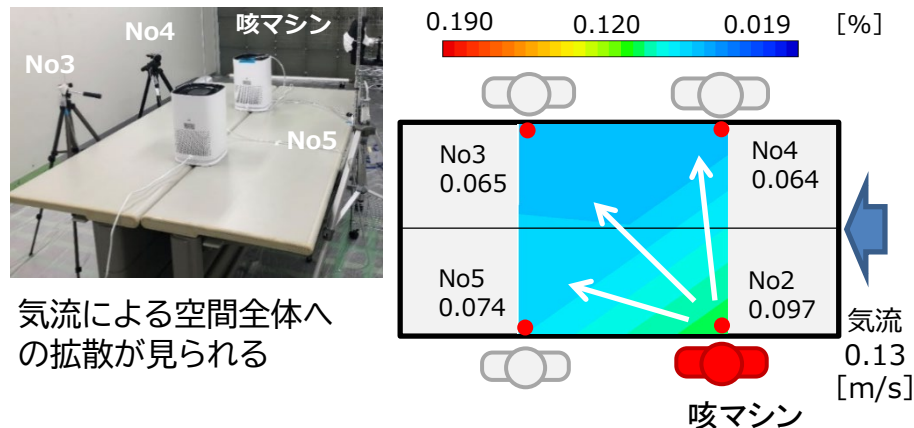 咳マシン
No4
No3
No5
気流による空間全体へ
の拡散が見られる
0.190 0.120 0.019 [%]
No3
0.065
No4
0.064
No5
0.074
No2
0.097
気流
0.13
[m/s]
咳マシン